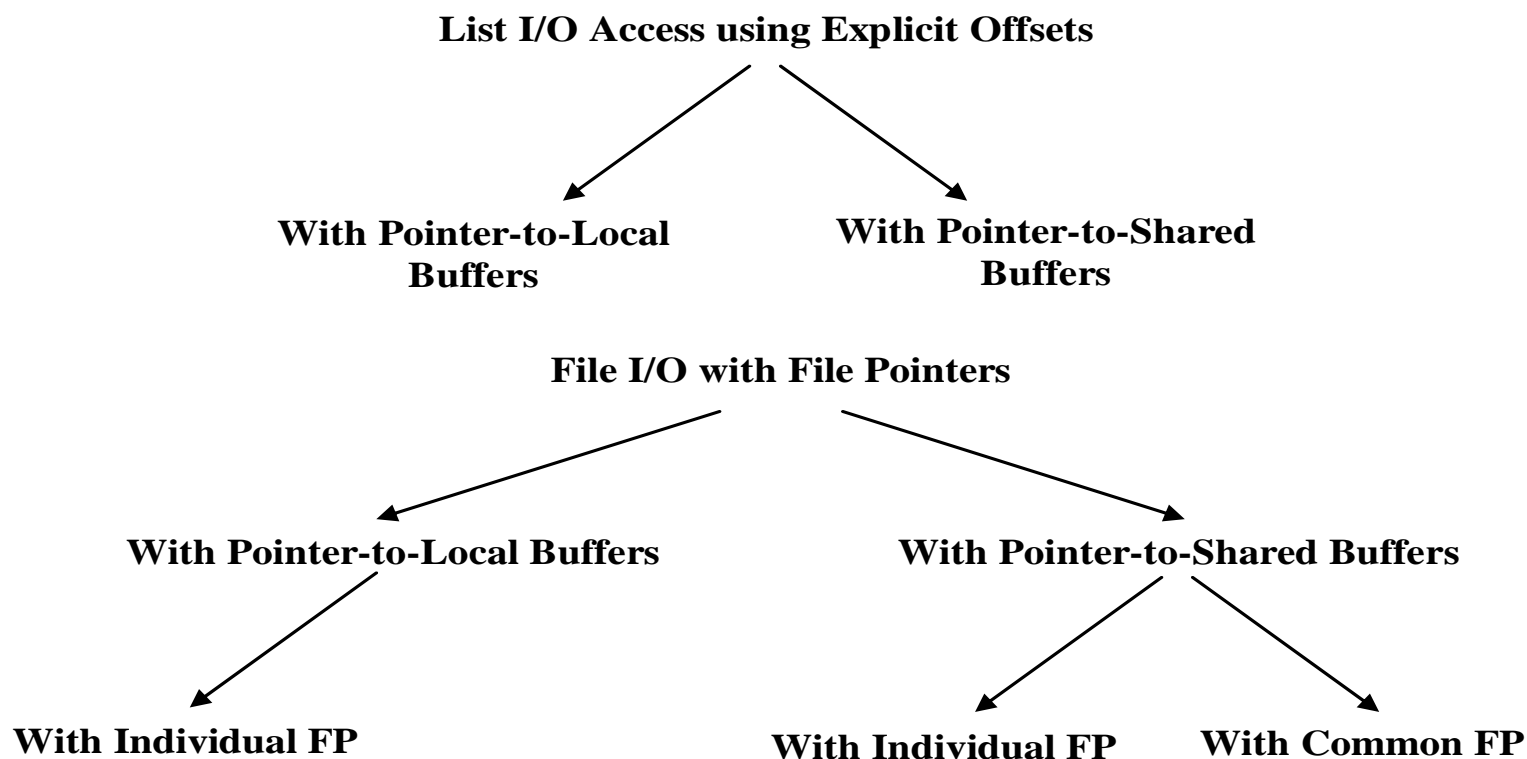 List I/O Access using Explicit Offsets
With Pointer-to-Local
Buffers
With Pointer-to-Shared
Buffers
File I/O with File Pointers
With Pointer-to-Local Buffers
With Pointer-to-Shared Buffers
With Individual FP
With Individual FP
With Common FP